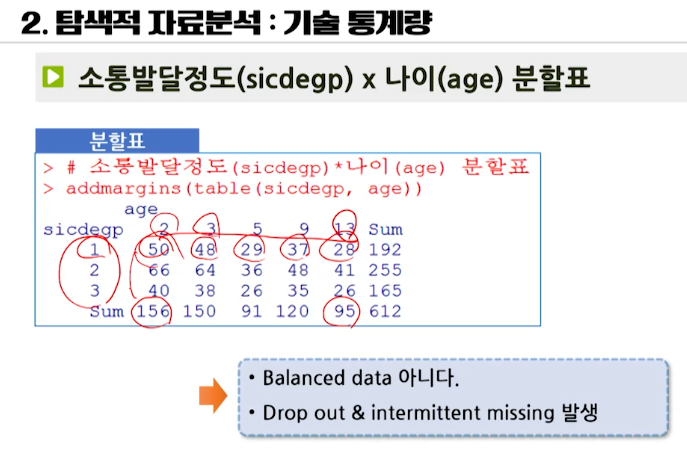 2. 탐색적 자료분석 : 기술 통계량
소통발달정도(sicdegp) x 나이(age) 분할표
분할표
> # 소통발달정도(sicdegp)*나이(age) 분할표
> addmargins(table(sicdegp, age))
age
sicdegp 2 3 5 9 13 Sum
1 50 48 29 37 28 192
2 66 64 36 48 41 255
3 40 38 26 35 26 165
Sum 156 150 91 120 95 612
• Balanced data 아니다.
• Drop out & intermittent missing 발생